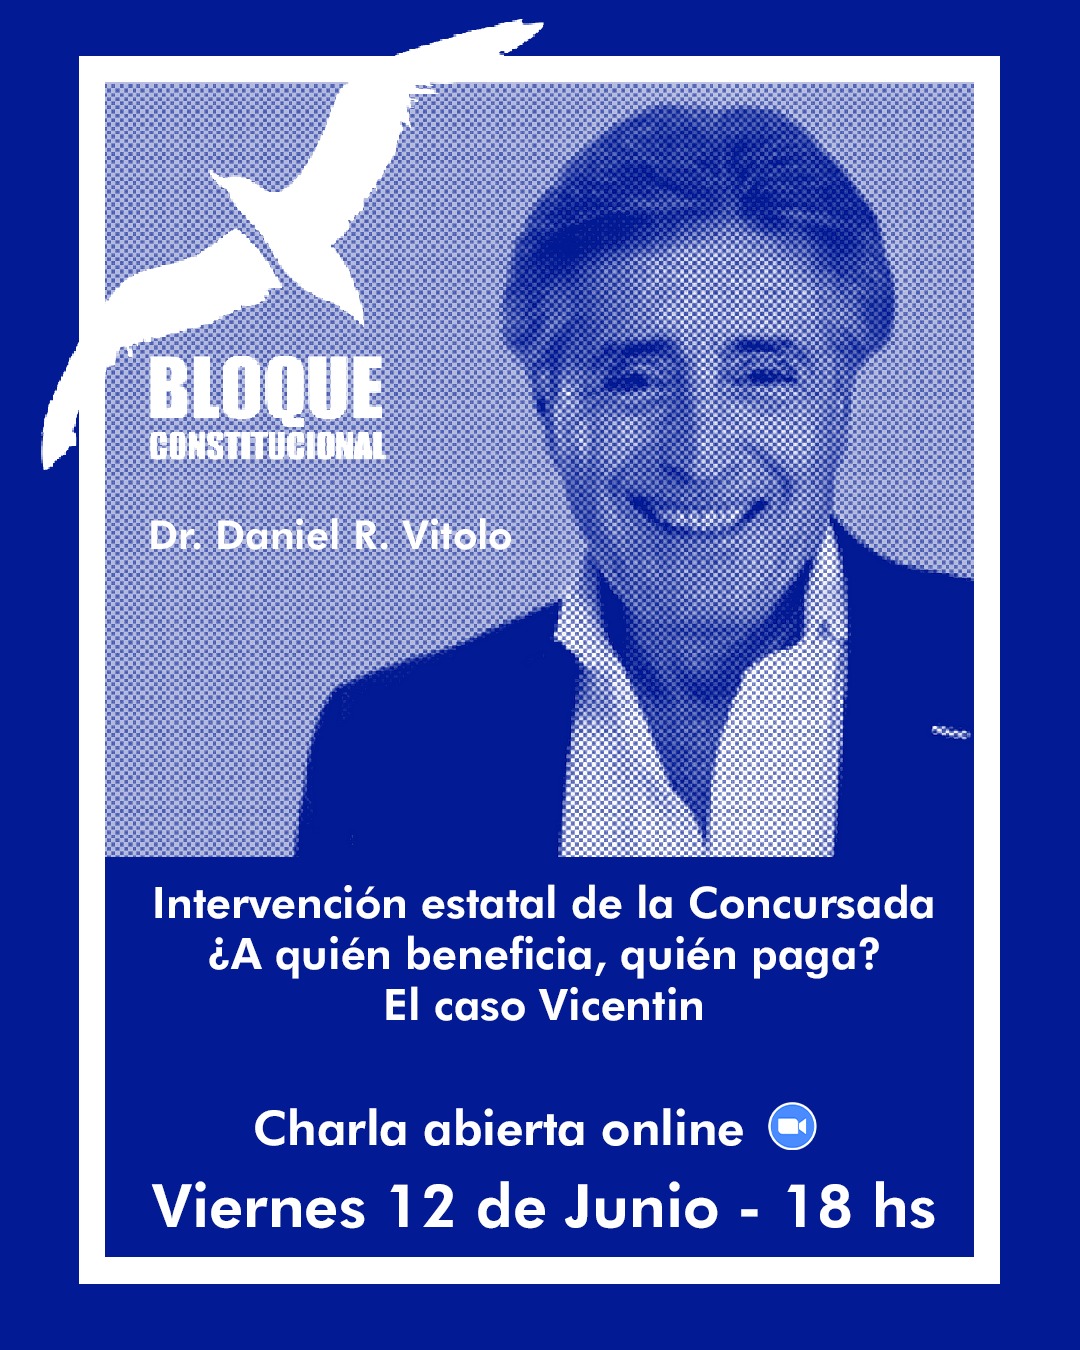 BLOQUE
CONSTITUCIONAL
Dr. Daniel R. Vitolo
Intervención estatal de la Concursada
¿A quién beneficia, quién paga?
El caso Vicentin
Charla abierta online
Viernes 12 de Junio - 18 hs